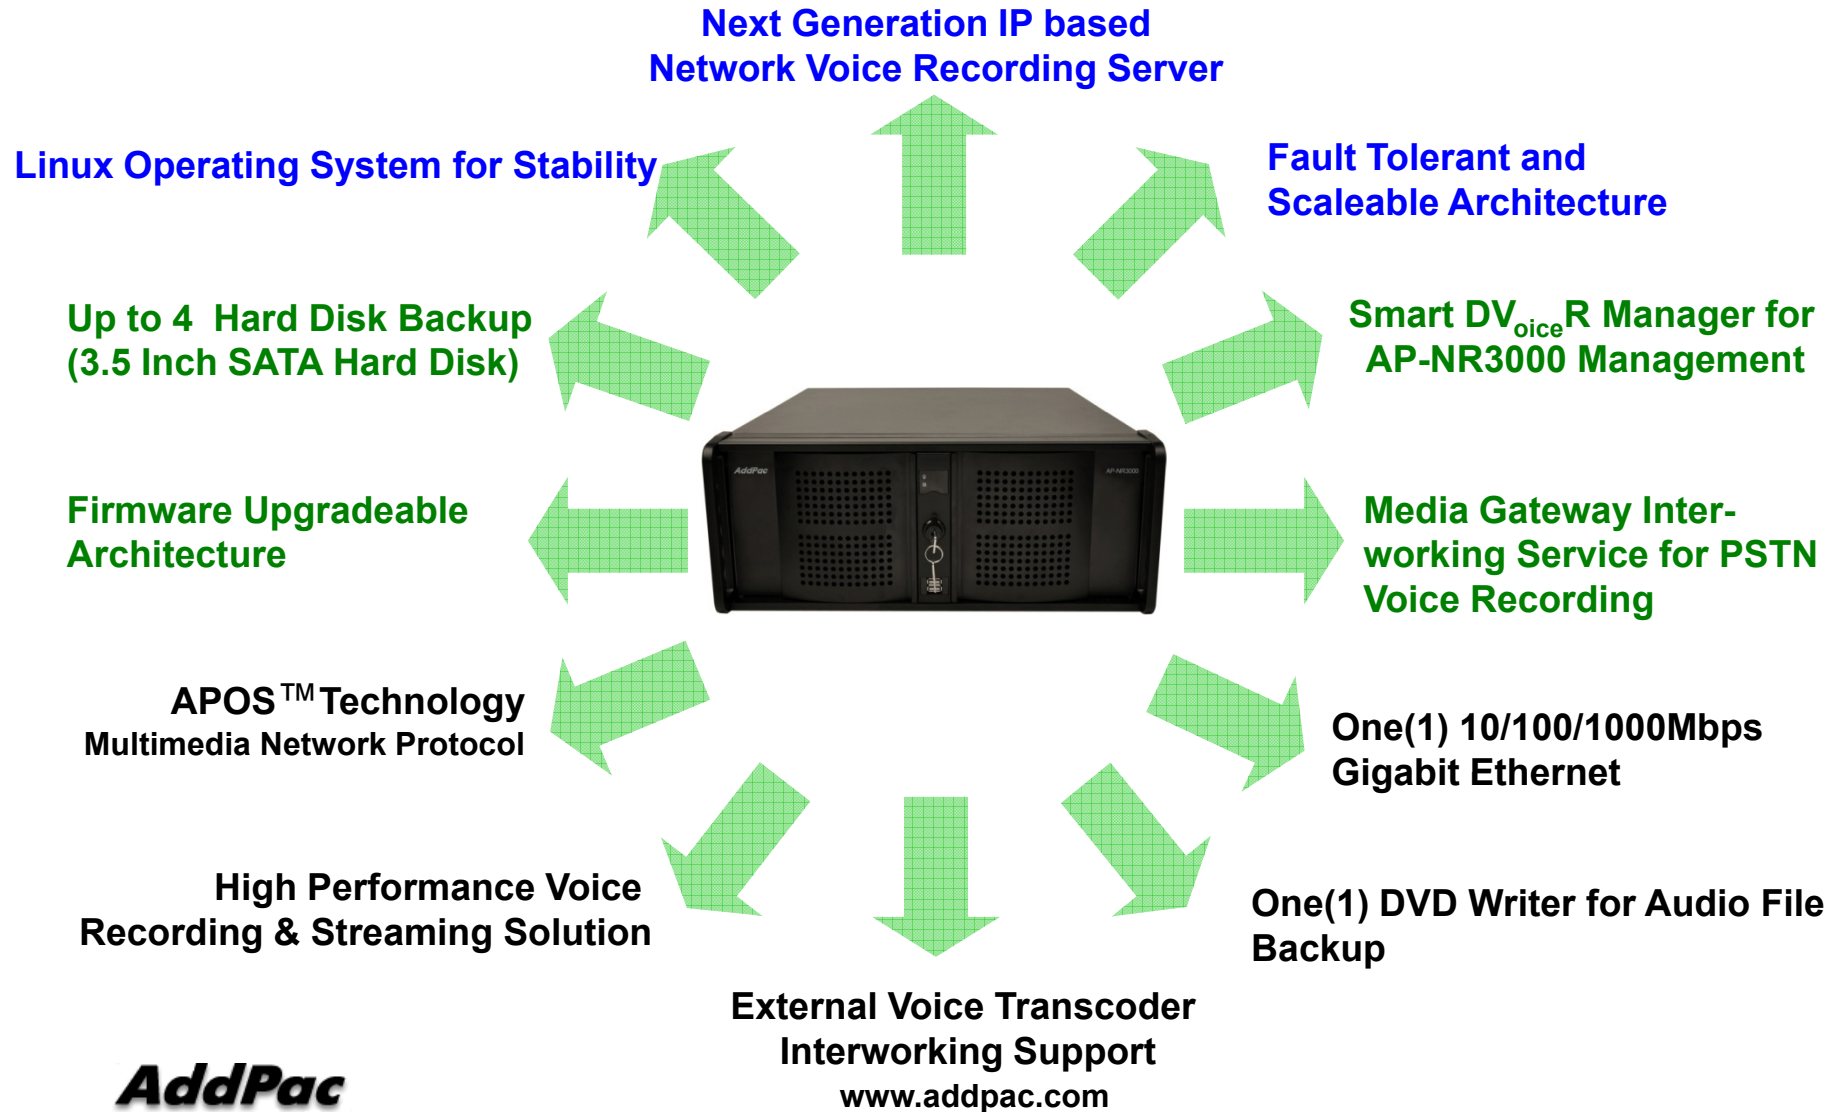 Next Generation IP based
Network Voice Recording Server
Linux Operating System for Stability
Fault Tolerant and
Scaleable Architecture
Up to 4 Hard Disk Backup
(3.5 Inch SATA Hard Disk)
Smart DVoiceR Manager for
AP-NR3000 Management
AddPac
AP-NR3000
Firmware Upgradeable
Architecture
Media Gateway Inter-
working Service for PSTN
Voice Recording
APOS™Technology
Multimedia Network Protocol
One(1) 10/100/1000Mbps
Gigabit Ethernet
High Performance Voice
Recording & Streaming Solution
One(1) DVD Writer for Audio File
Backup
External Voice Transcoder
Interworking Support
AddPac
www.addpac.com